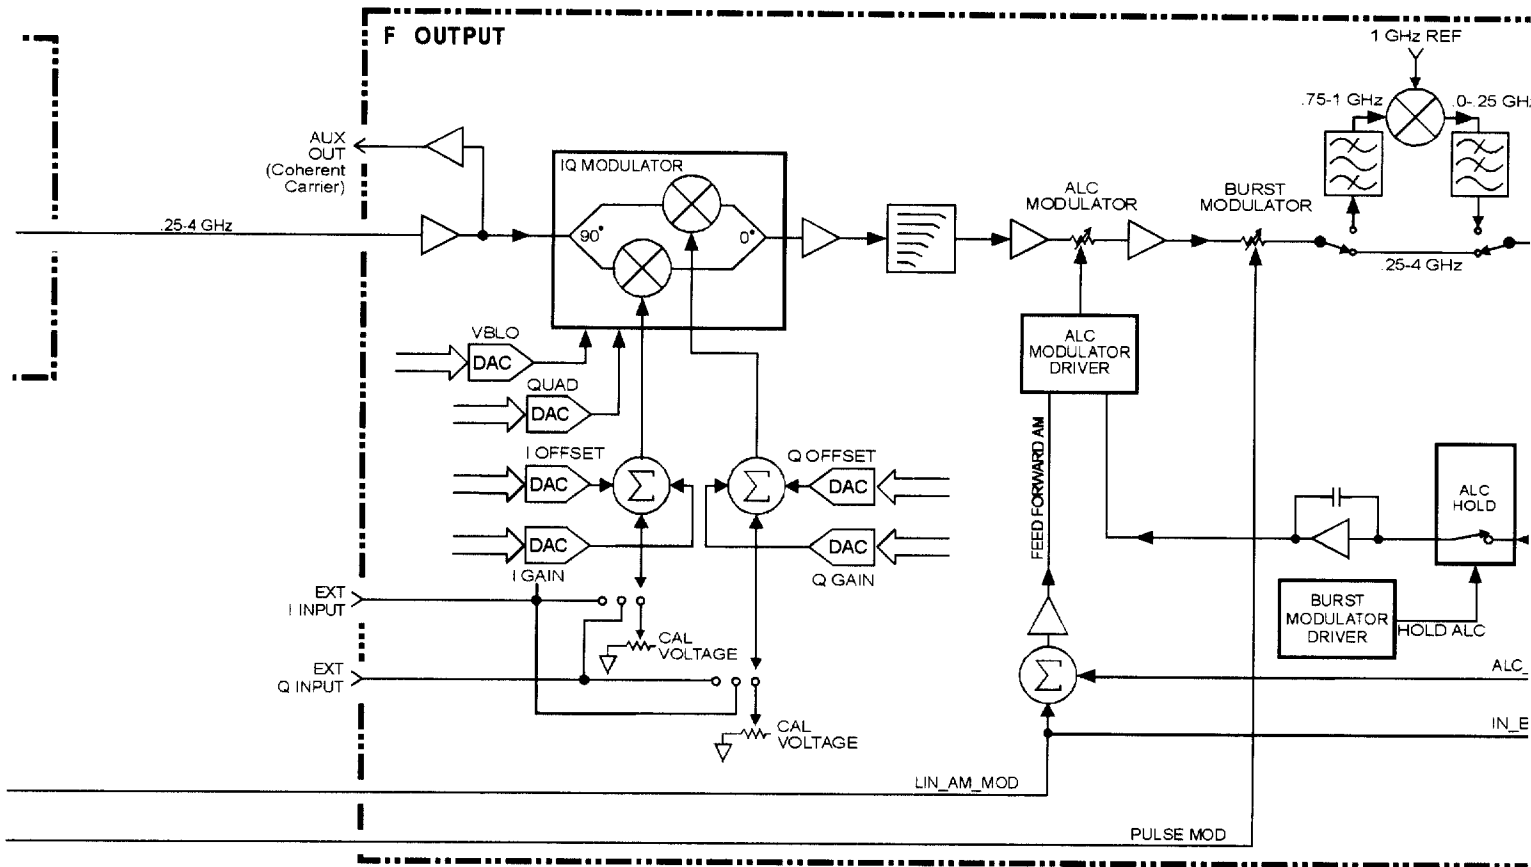 F OUTPUT
1 GHz REF
.75-1 GHz
.0-.25 GH
AUX
OUT
(Coherent
Carrier)
IQ MODULATOR
ALC
MODULATOR
BURST
MODULATOR
.25-4 GHz
90°
0°
.25-4 GHz
VBLO
DAC
QUAD
DAC
ALC
MODULATOR
DRIVER
I OFFSET
DAC
Σ
Σ
Q OFFSET
DAC
FEED FORWARD AM
ALC
HOLD
DAC
I GAIN
DAC
Q GAIN
EXT
I INPUT
BURST
MODULATOR
DRIVER
HOLD ALC
CAL
VOLTAGE
EXT
Q INPUT
Σ
ALC_
CAL
VOLTAGE
IN_E
LIN_AM_MOD
PULSE MOD